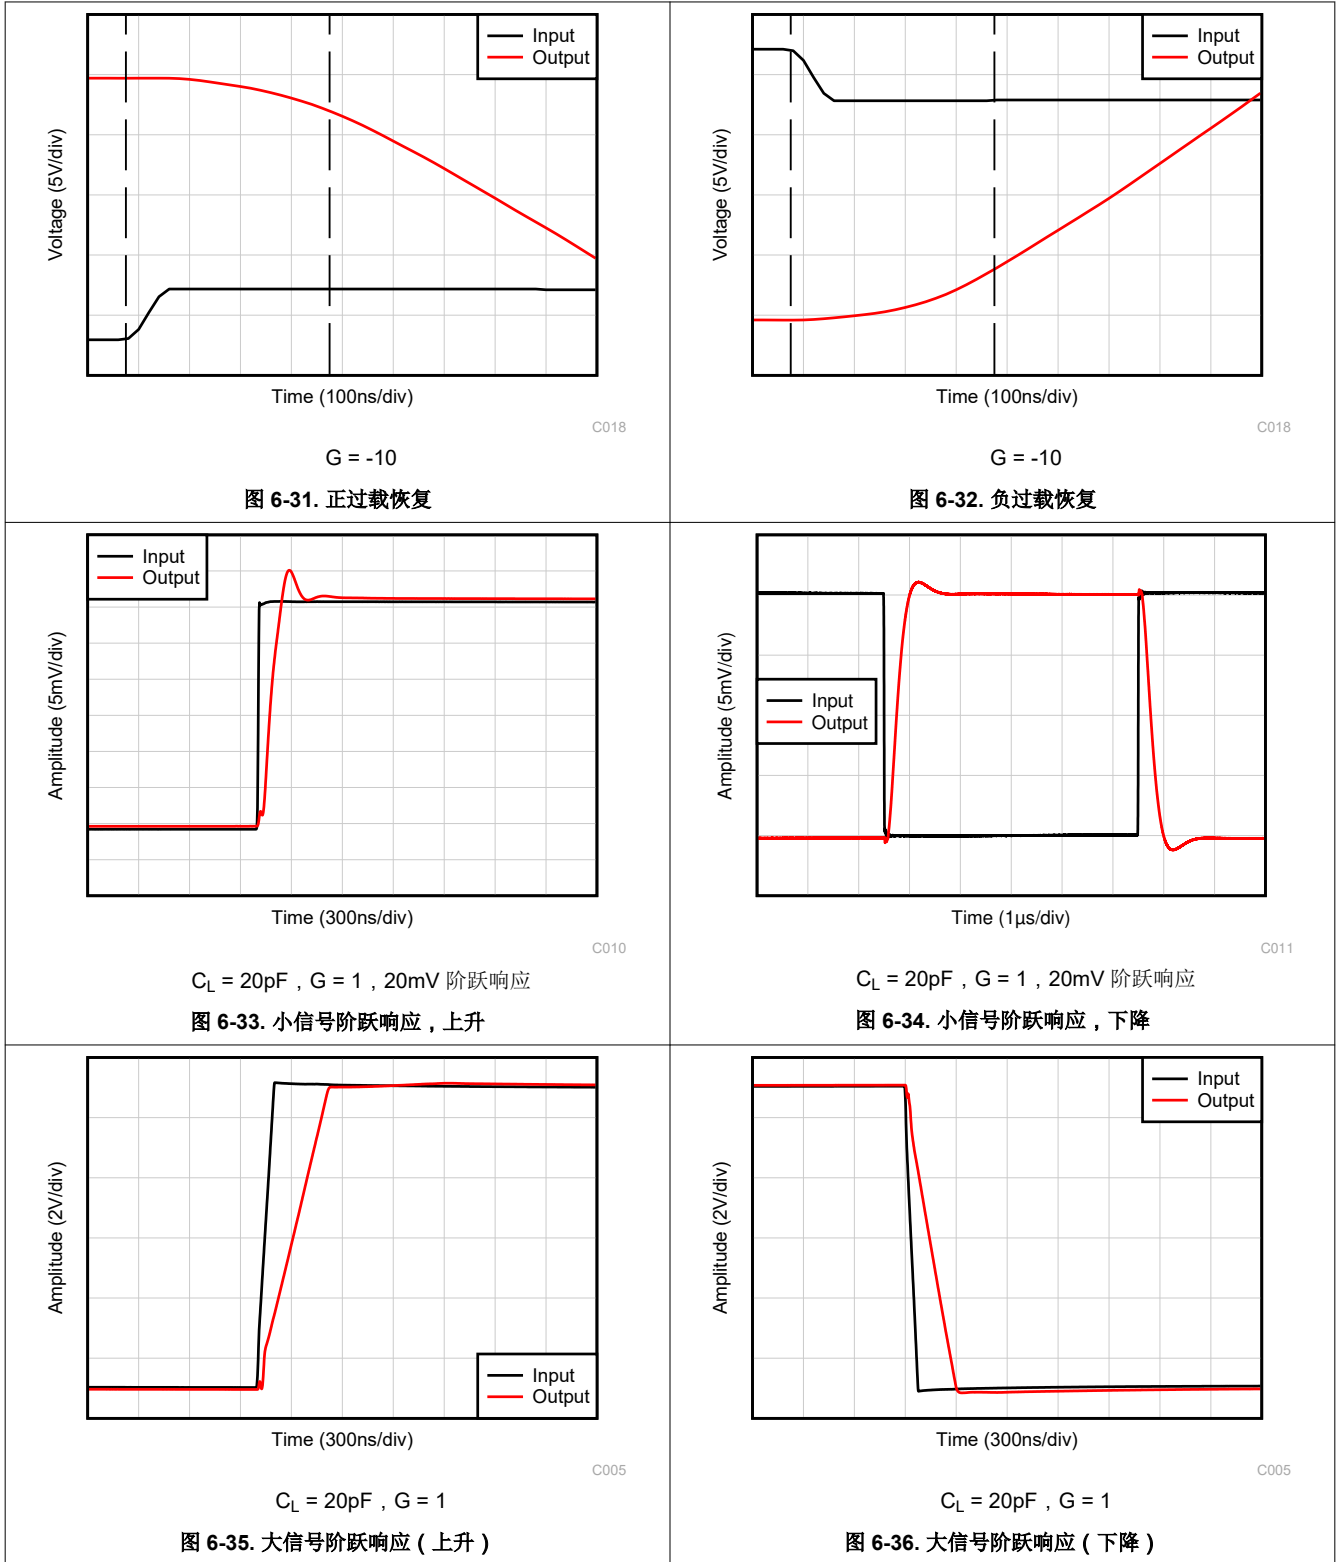 Input
Output
Voltage (5V/div)
Time (100ns/div)
C018
G = -10
图 6-31. 正过载恢复
Input
Output
Voltage (5V/div)
Time (100ns/div)
C018
G = -10
图 6-32. 负过载恢复
Input
Output
Amplitude (5mV/div)
Time (300ns/div)
C010
CL = 20pF，G = 1，20mV 阶跃响应
图 6-33. 小信号阶跃响应，上升
Input
Output
Amplitude (5mV/div)
Time (1µs/div)
C011
CL = 20pF，G = 1，20mV 阶跃响应
图 6-34. 小信号阶跃响应，下降
Input
Output
Amplitude (2V/div)
Time (300ns/div)
C005
CL = 20pF，G = 1
图 6-35. 大信号阶跃响应（上升）
Input
Output
Amplitude (2V/div)
Time (300ns/div)
C005
CL = 20pF，G = 1
图 6-36. 大信号阶跃响应（下降）